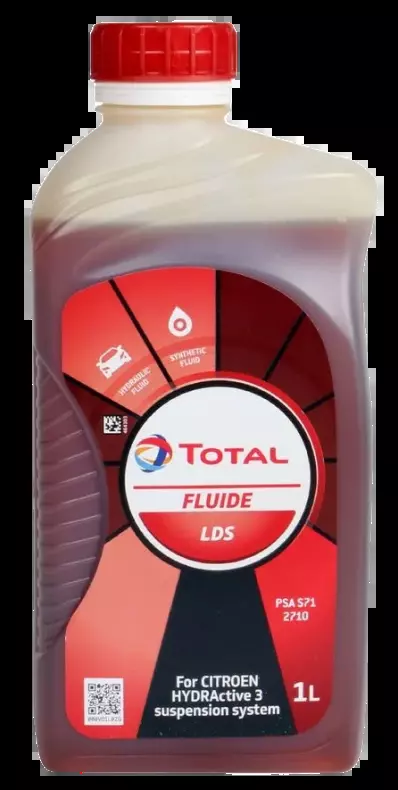 HYDRAULIC
FLUID
SYNTHETIC
FLUID
TOTAL
FLUIDE
LDS
PSA S71
2710
For CITROEN
HYDRActive 3
suspension system
1L